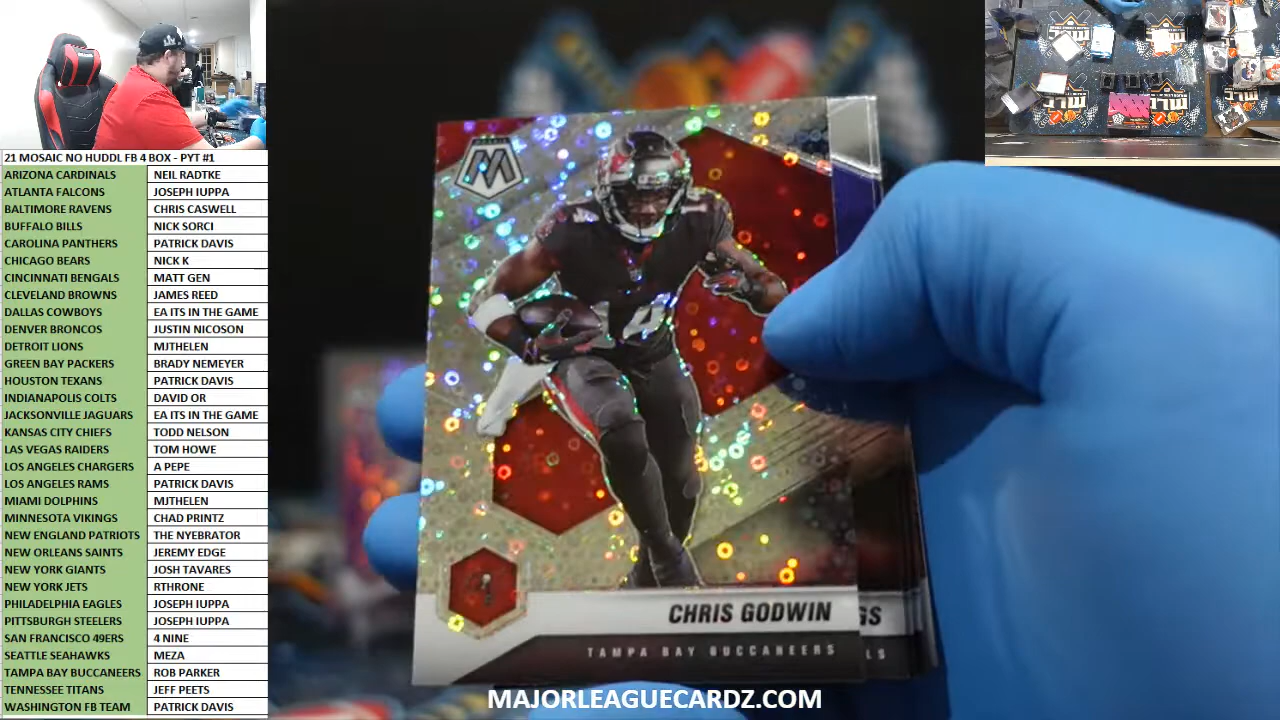 21 MOSAIC NO HUDDL FB 4 BOX - PYT #1
ARIZONA CARDINALS NEIL RADTKE
ATLANTA FALCONS JOSEPH IUPPA
BALTIMORE RAVENS CHRIS CASWELL
BUFFALO BILLS NICK SORCI
CAROLINA PANTHERS PATRICK DAVIS
CHICAGO BEARS NICK K
CINCINNATI BENGALS MATT GEN
CLEVELAND BROWNS JAMES REED
DALLAS COWBOYS EA ITS IN THE GAME
DENVER BRONCOS JUSTIN NICOSON
DETROIT LIONS MJTHELEN
GREEN BAY PACKERS BRADY NEMEYER
HOUSTON TEXANS PATRICK DAVIS
INDIANAPOLIS COLTS DAVID OR
JACKSONVILLE JAGUARS EA ITS IN THE GAME
KANSAS CITY CHIEFS TODD NELSON
LAS VEGAS RAIDERS TOM HOWE
LOS ANGELES CHARGERS A PEPE
LOS ANGELES RAMS PATRICK DAVIS
MIAMI DOLPHINS MJTHELEN
MINNESOTA VIKINGS CHAD PRINTZ
NEW ENGLAND PATRIOTS THE NYEBRATOR
NEW ORLEANS SAINTS JEREMY EDGE
NEW YORK GIANTS JOSH TAVARES
NEW YORK JETS RTHRONE
PHILADELPHIA EAGLES JOSEPH IUPPA
PITTSBURGH STEELERS JOSEPH IUPPA
SAN FRANCISCO 49ERS 4 NINE
SEATTLE SEAHAWKS MEZA
TAMPA BAY BUCCANEERS ROB PARKER
TENNESSEE TITANS JEFF PEETS
WASHINGTON FB TEAM PATRICK DAVIS
M
14
CHRIS GODWIN
GS
TAMPA BAY BUCCANEERS
LS
MAJORLEAGUECARDZ.COM